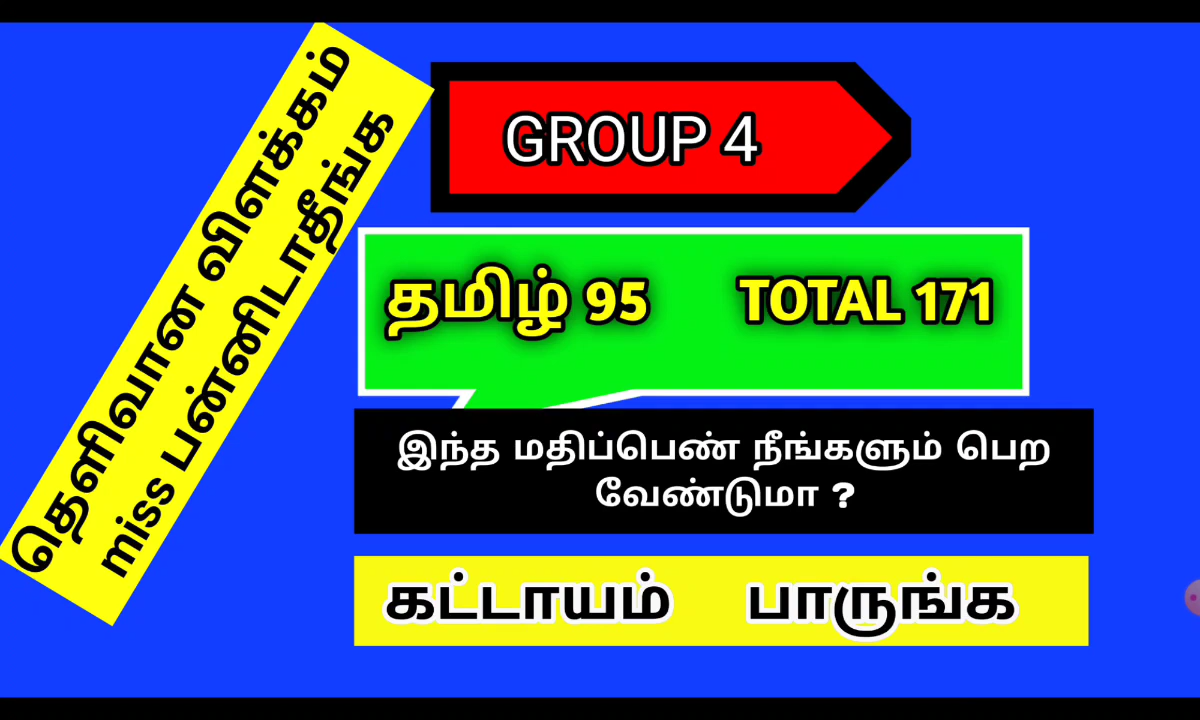 தெளிவான விளக்கம்
miss பன்னிடாதீங்க
GROUP 4
தமிழ் 95 TOTAL 171
இந்த மதிப்பெண் நீங்களும் பெற
வேண்டுமா ?
கட்டாயம் பாருங்க